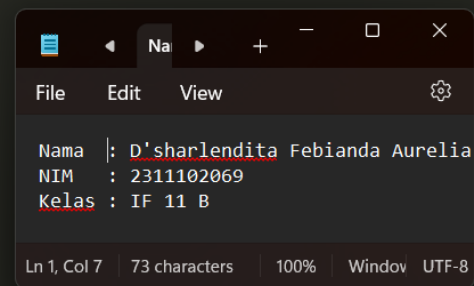 Na
File Edit View
Nama : D'sharlendita Febianda Aurelia
NIM : 2311102069
Kelas : IF 11 B
Ln 1, Col 7 73 characters 100% Window UTF-8